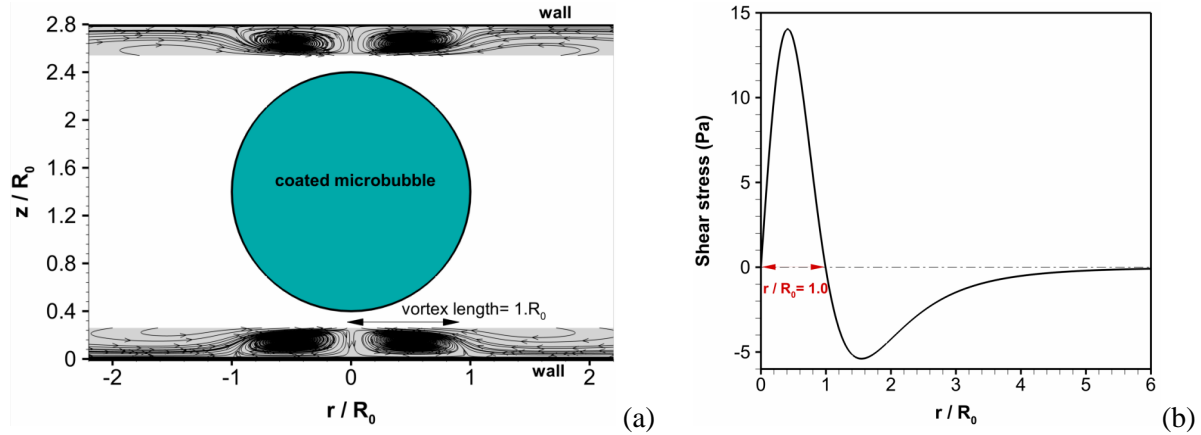 wall
2.8
2.4
2
1.6
1.2
0.8
0.4
0
z / R₀
coated microbubble
vortex length= 1.R₀
wall
-2 -1 0 1 2
r / R₀
(a)
15
10
5
0
-5
Shear stress (Pa)
r / R₀= 1.0
0 1 2 3 4 5 6
r / R₀
(b)